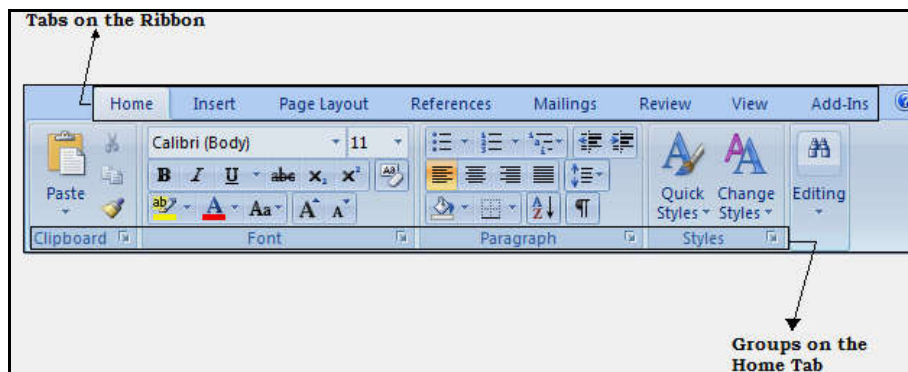 Tabs on the Ribbon
Home Insert Page Layout References Mailings Review View Add-Ins
Calibri (Body) 11
B I U abc x₂ x²
Paste
ab A Aa A A
Quick Styles Change Styles Editing
Clipboard Font Paragraph Styles
Groups on the
Home Tab